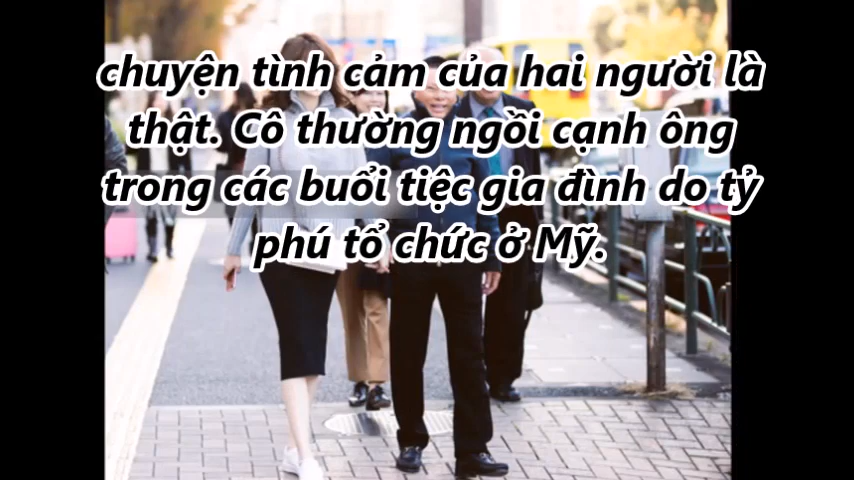 chuyện tình cảm của hai người là
thật. Cô thường ngồi cạnh ông
trong các buổi tiệc gia đình do tỷ
phú tổ chức ở Mỹ.